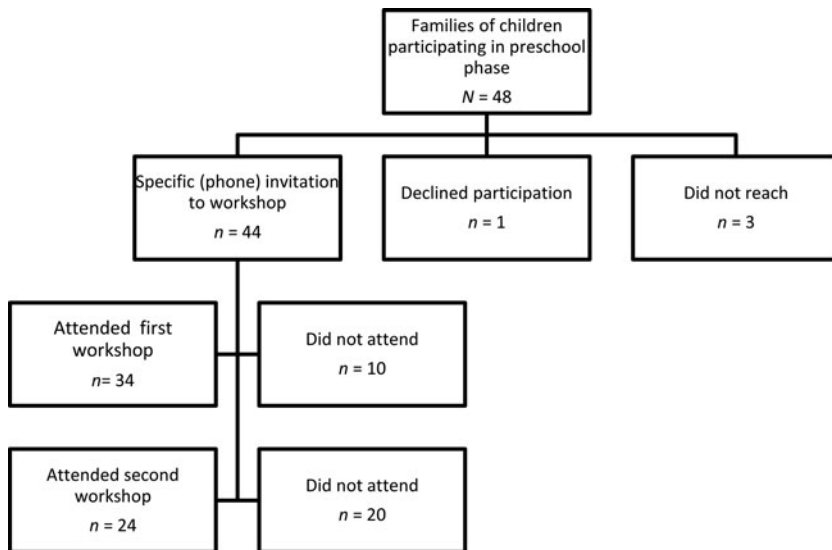 Families of children
participating in preschool
phase
N = 48
Specific (phone) invitation
to workshop
n = 44
Declined participation
n = 1
Did not reach
n = 3
Attended first
workshop
n= 34
Did not attend
n = 10
Attended second
workshop
n = 24
Did not attend
n = 20